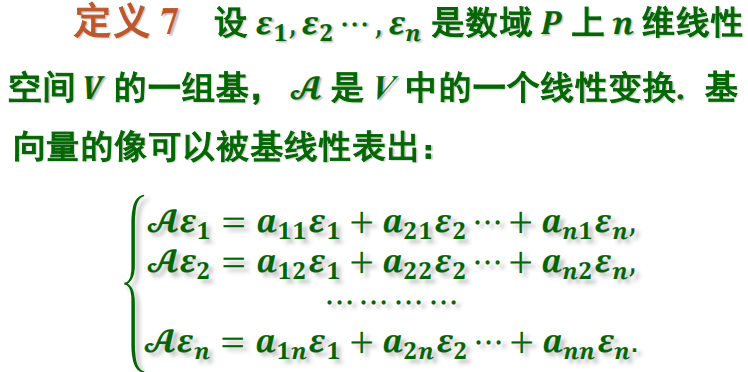 定义 7 设 ε₁, ε₂ ⋯, εₙ 是数域 P 上 n 维线性
空间 V 的一组基， 𝒜 是 V 中的一个线性变换. 基
向量的像可以被基线性表出：
𝒜ε₁ = a₁₁ε₁ + a₂₁ε₂ ⋯ + aₙ₁εₙ,
𝒜ε₂ = a₁₂ε₁ + a₂₂ε₂ ⋯ + aₙ₂εₙ,
⋯ ⋯ ⋯ ⋯
𝒜εₙ = a₁ₙε₁ + a₂ₙε₂ ⋯ + aₙₙεₙ.